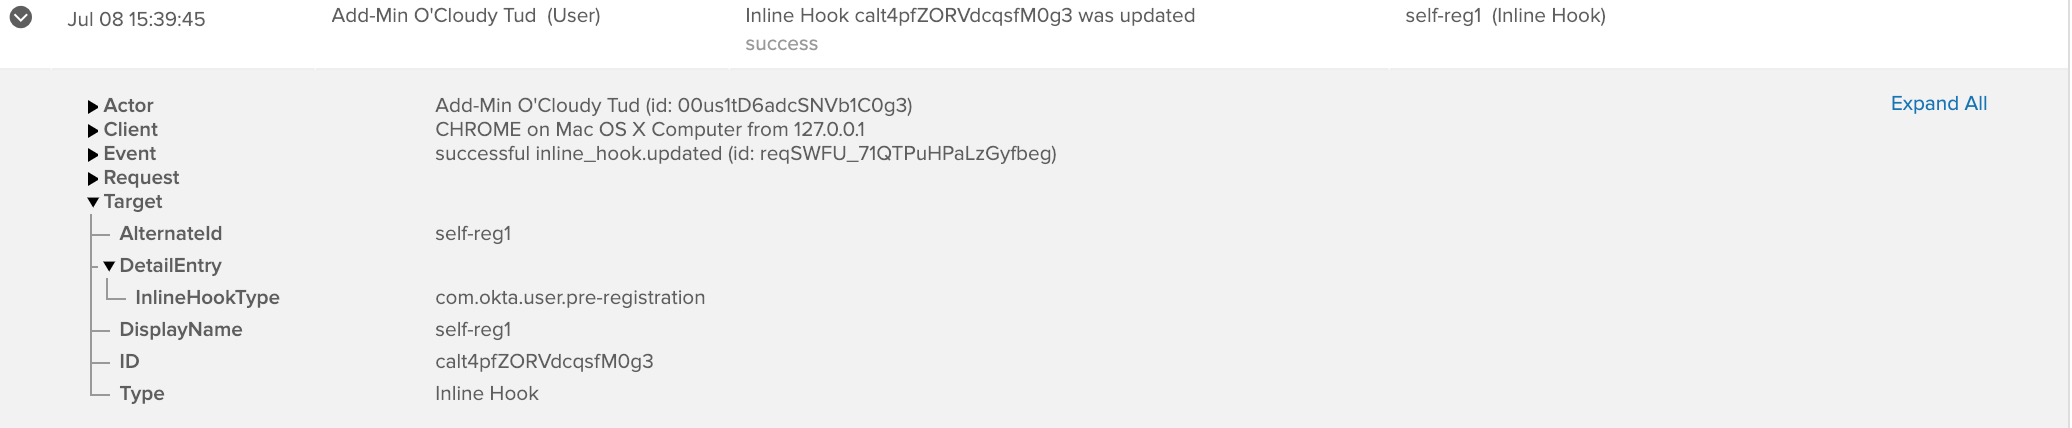 Jul 08 15:39:45 Add-Min O'Cloudy Tud (User) Inline Hook calt4pfZORVdcqsfM0g3 was updated self-reg1 (Inline Hook)
success
Expand All
Actor Add-Min O'Cloudy Tud (id: 00us1tD6adcSNVb1C0g3)
Client CHROME on Mac OS X Computer from 127.0.0.1
Event successful inline_hook.updated (id: reqSWFU_71QTPuHPaLzGyfbeg)
Request
Target
AlternateId self-reg1
DetailEntry
InlineHookType com.okta.user.pre-registration
DisplayName self-reg1
ID calt4pfZORVdcqsfM0g3
Type Inline Hook